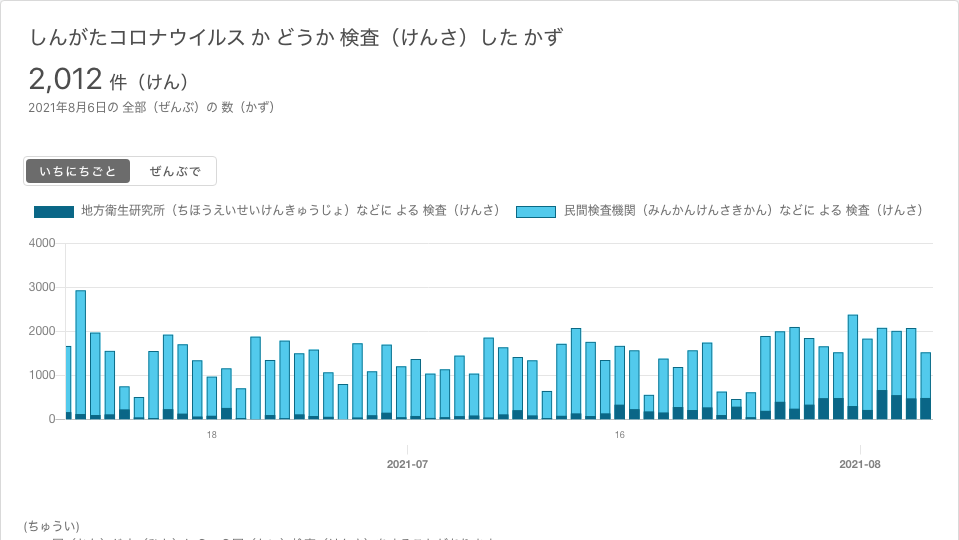 しんがたコロナウイルス か どうか 検査（けんさ）した かず
2,012 件（けん）
2021年8月6日の 全部（ぜんぶ）の 数（かず）
いちにちごと ぜんぶで
地方衛生研究所（ちほうえいせいけんきゅうじょ）などに よる 検査（けんさ） 民間検査機関（みんかんけんさきかん）などに よる 検査（けんさ）
4000
3000
2000
1000
0
18 16
2021-07 2021-08
(ちゅうい)